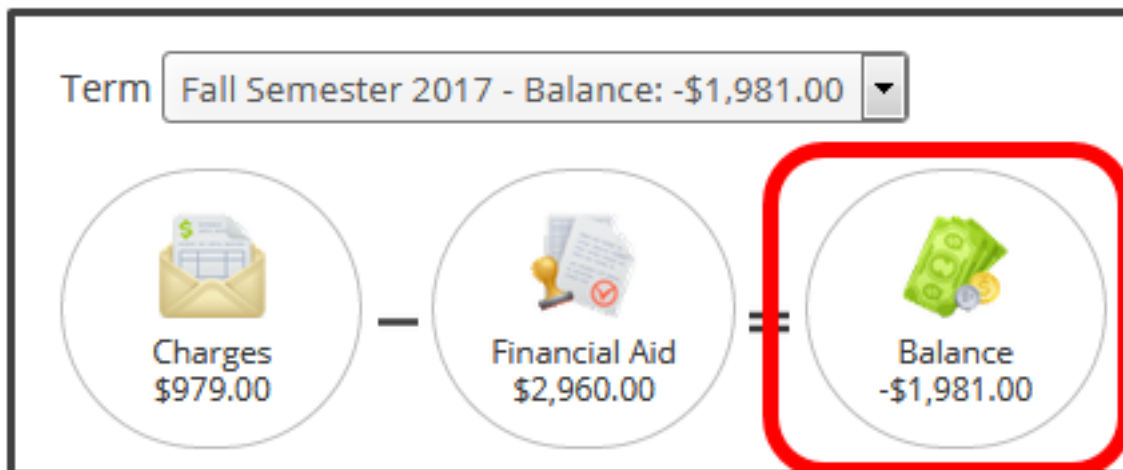 Term Fall Semester 2017 - Balance: -$1,981.00
Charges
$979.00
–
Financial Aid
$2,960.00
=
Balance
-$1,981.00